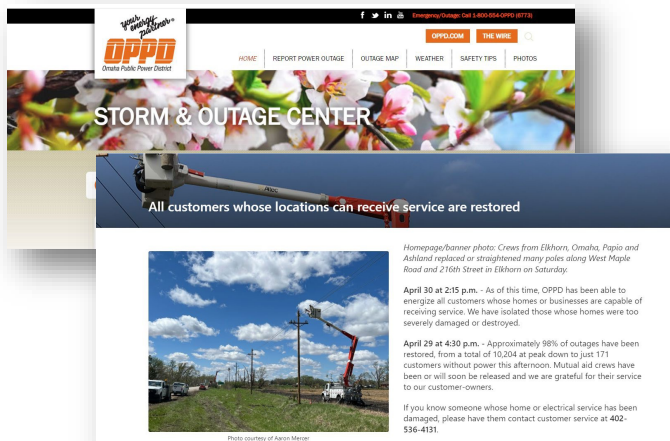 your
energy
partner®
OPPD
Omaha Public Power District
Emergency/Outage: Call 1-800-554-OPPD (6773)
OPPD.COM
THE WIRE
HOME
REPORT POWER OUTAGE
OUTAGE MAP
WEATHER
SAFETY TIPS
PHOTOS
STORM & OUTAGE CENTER
Altec
All customers whose locations can receive service are restored
Homepage/banner photo: Crews from Elkhorn, Omaha, Papio and
Ashland replaced or straightened many poles along West Maple
Road and 216th Street in Elkhorn on Saturday.
April 30 at 2:15 p.m. - As of this time, OPPD has been able to
energize all customers whose homes or businesses are capable of
receiving service. We have isolated those whose homes were too
severely damaged or destroyed.
April 29 at 4:30 p.m. - Approximately 98% of outages have been
restored, from a total of 10,204 at peak down to just 171
customers without power this afternoon. Mutual aid crews have
been or will soon be released and we are grateful for their service
to our customer-owners.
If you know someone whose home or electrical service has been
damaged, please have them contact customer service at 402-
536-4131.
Photo courtesy of Aaron Mercer